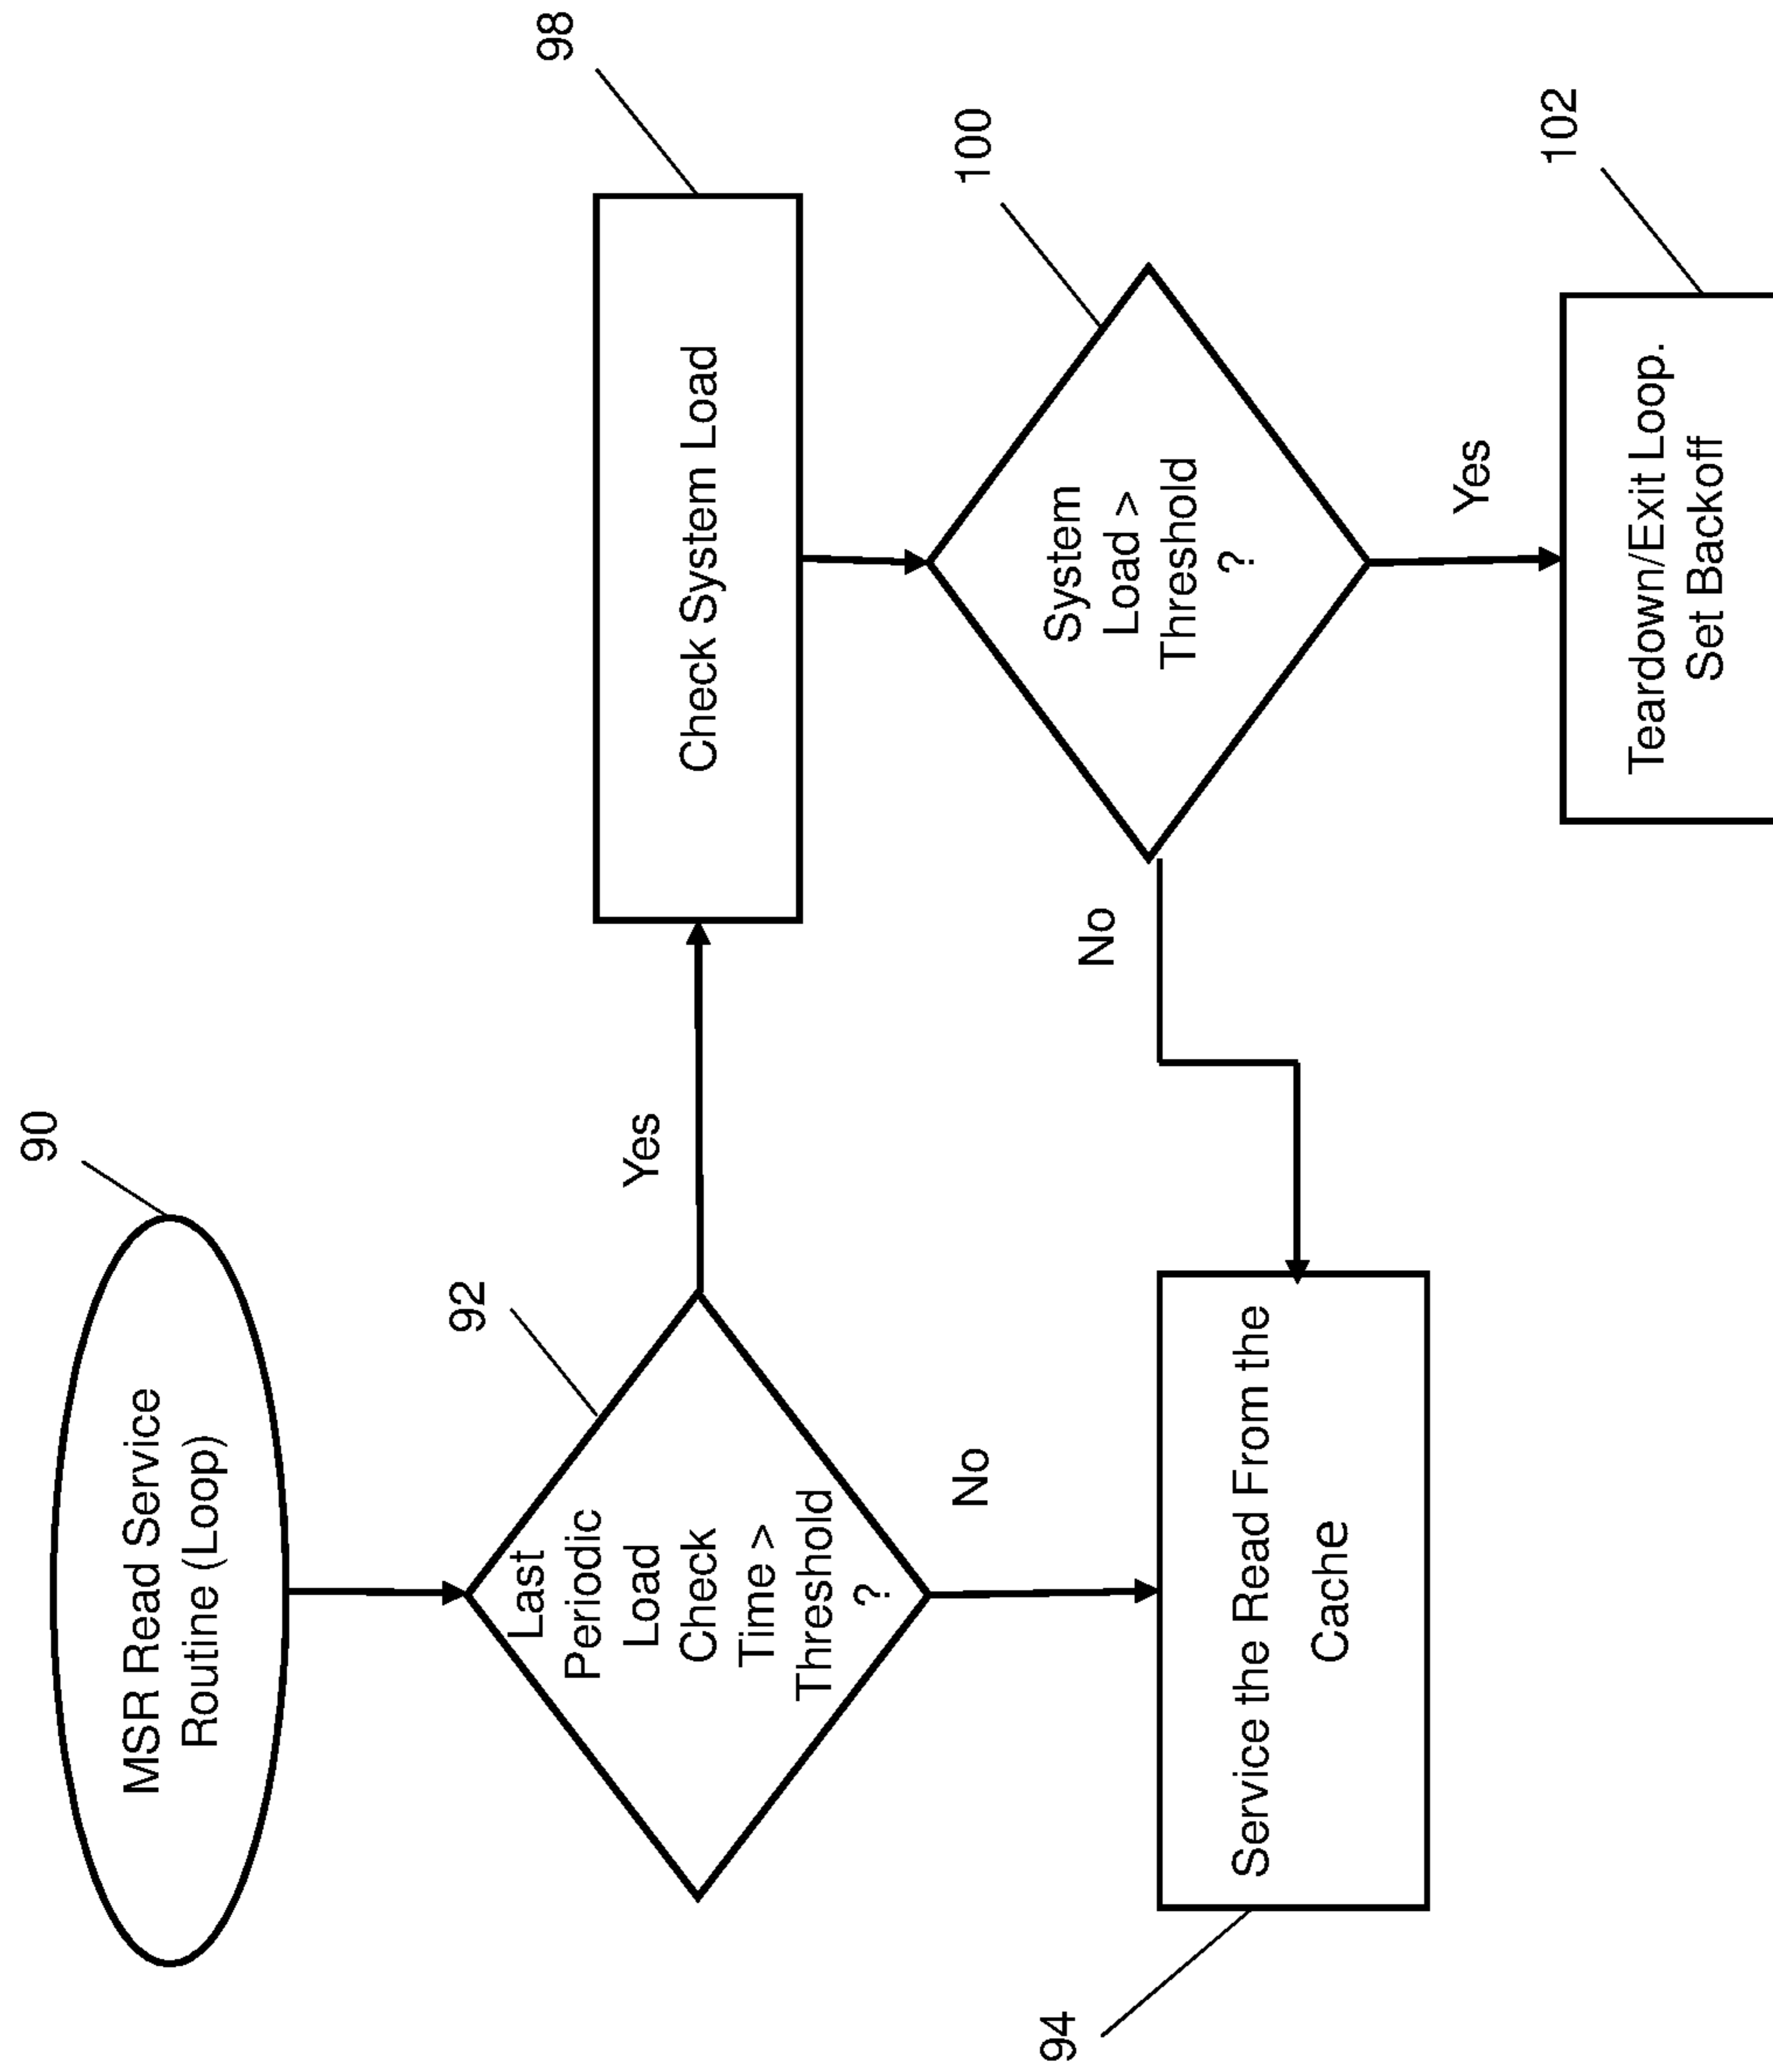 90
MSR Read Service
Routine (Loop)
92
Last
Periodic
Load
Check
Time >
Threshold
?
Yes
No
98
Check System Load
100
System
Load >
Threshold
?
No
Yes
94
Service the Read From the
Cache
102
Teardown/Exit Loop.
Set Backoff